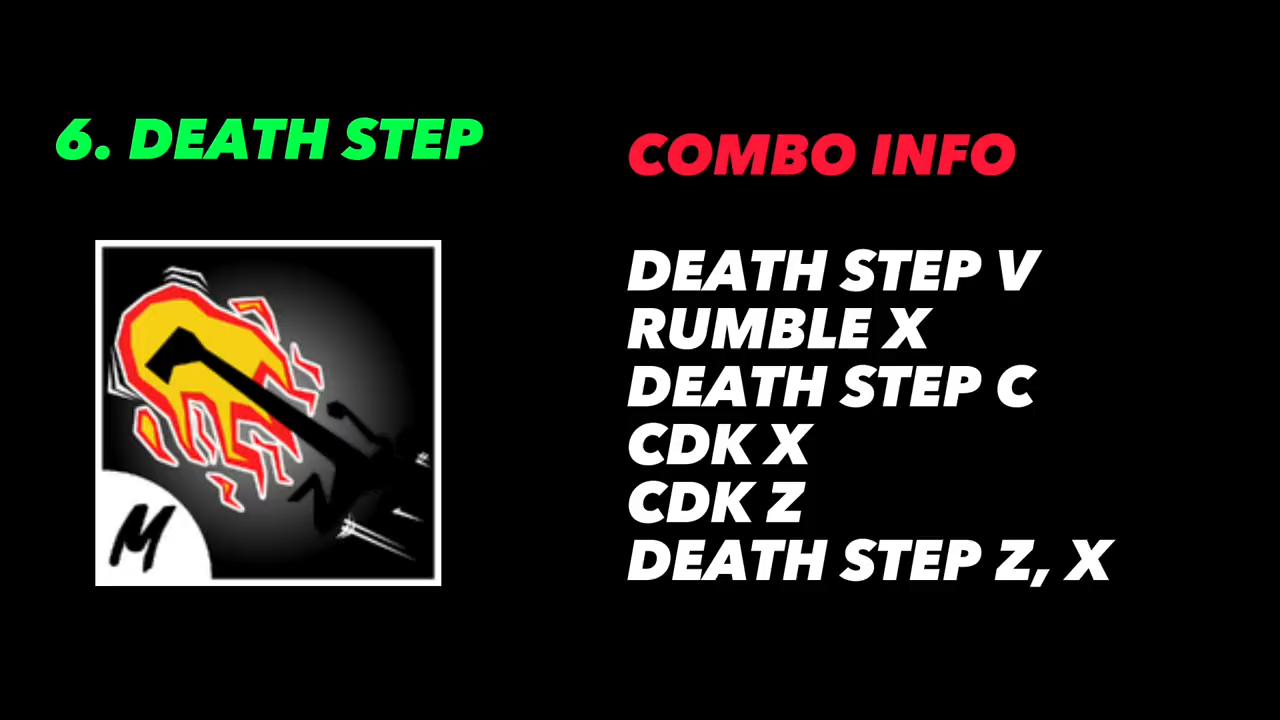 6. DEATH STEP
M
COMBO INFO
DEATH STEP V
RUMBLE X
DEATH STEP C
CDK X
CDK Z
DEATH STEP Z, X